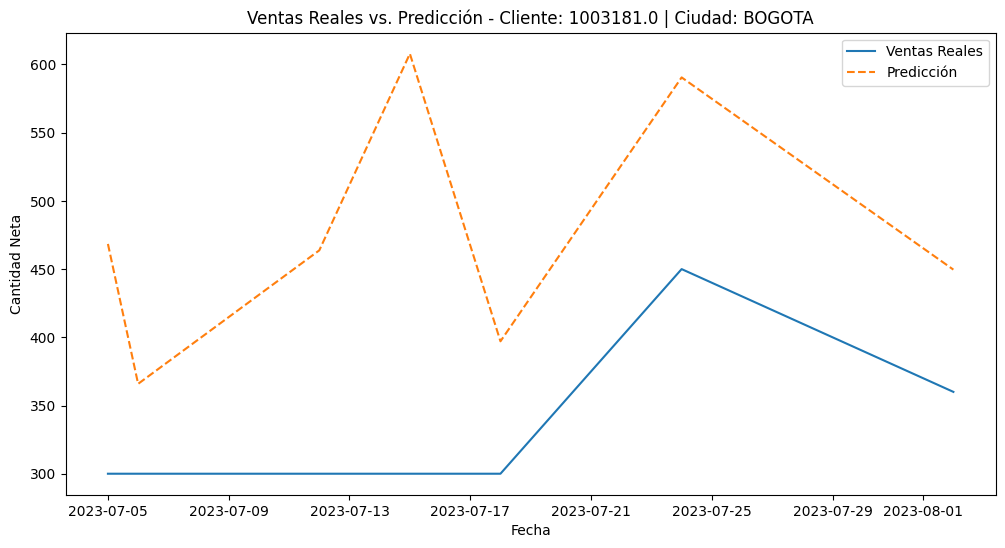 Ventas Reales vs. Predicción - Cliente: 1003181.0 | Ciudad: BOGOTA
Ventas Reales
Predicción
Cantidad Neta
600
550
500
450
400
350
300
2023-07-05 2023-07-09 2023-07-13 2023-07-17 2023-07-21 2023-07-25 2023-07-29 2023-08-01
Fecha